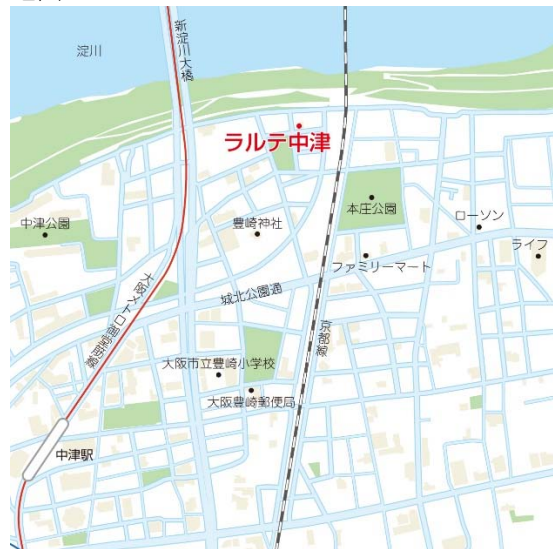 淀川
新淀川大橋
ラルテ中津
中津公園
豊崎神社
本庄公園
ローソン
ライフ
ファミリーマート
大阪メトロ御堂筋線
城北公園通
京都線
大阪市立豊崎小学校
大阪豊崎郵便局
中津駅